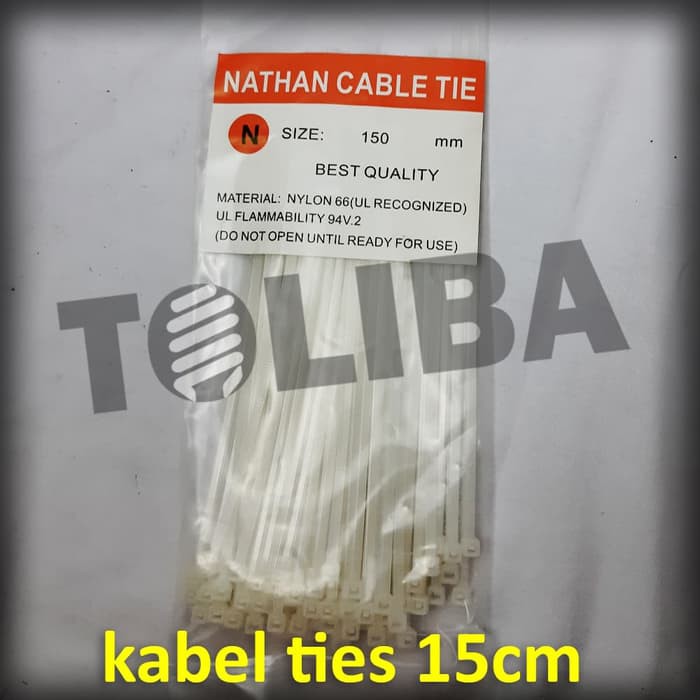 NATHAN CABLE TIE
N SIZE: 150 mm
BEST QUALITY
MATERIAL: NYLON 66(UL RECOGNIZED)
UL FLAMMABILITY 94V.2
(DO NOT OPEN UNTIL READY FOR USE)
TOLIBA
kabel ties 15cm